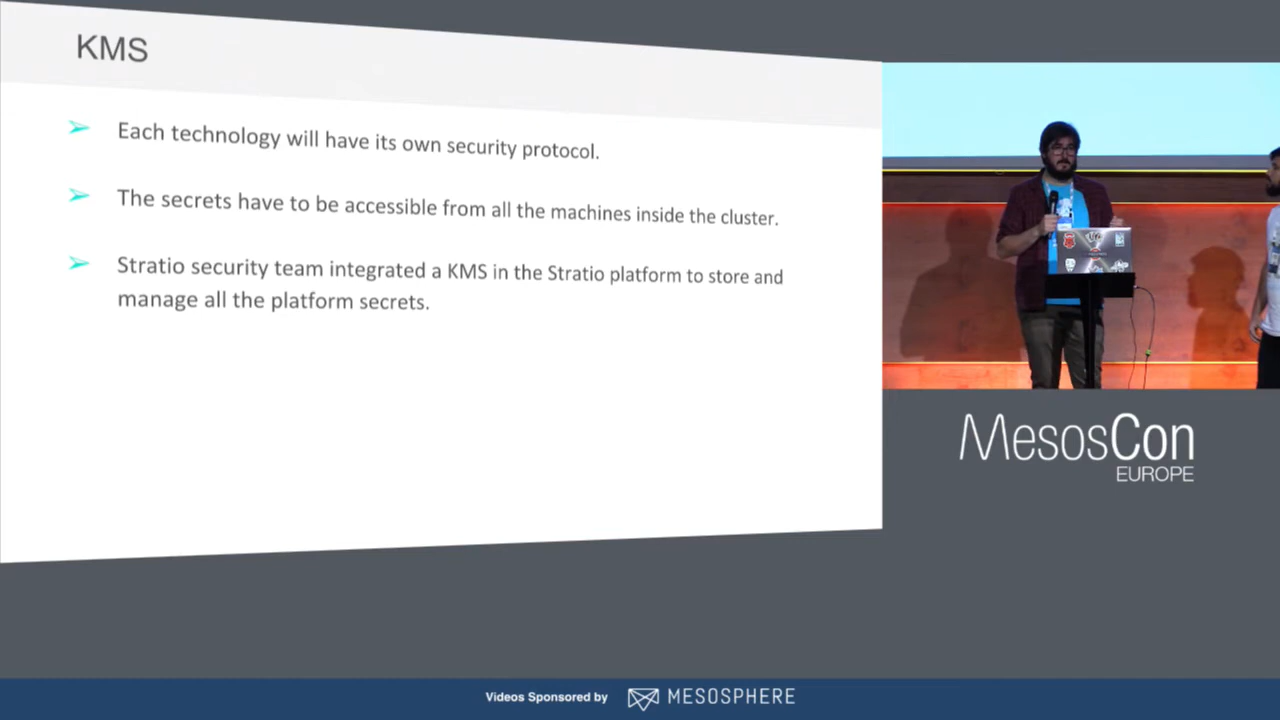 KMS
Each technology will have its own security protocol.
The secrets have to be accessible from all the machines inside the cluster.
Stratio security team integrated a KMS in the Stratio platform to store and
manage all the platform secrets.
MesosCon
EUROPE
Videos Sponsored by MESOSPHERE